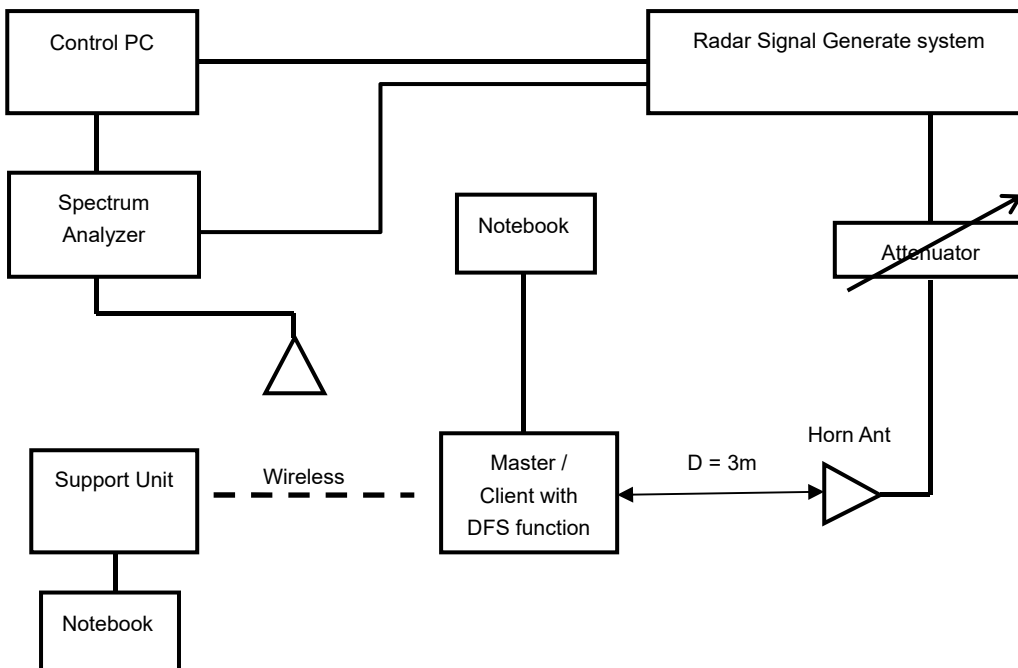 Control PC
Radar Signal Generate system
Spectrum
Analyzer
Notebook
Attenuator
Horn Ant
Support Unit
Wireless
Master /
Client with
DFS function
D = 3m
Notebook